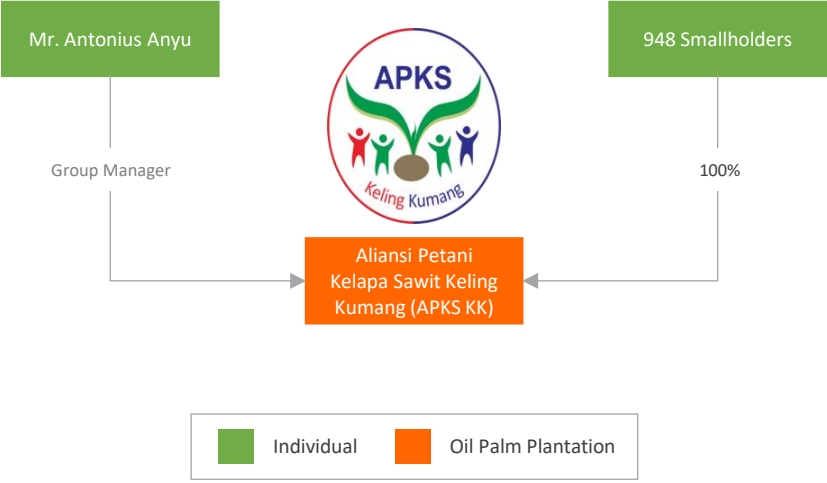 Mr. Antonius Anyu
948 Smallholders
APKS
Keling Kumang
Group Manager
100%
Aliansi Petani
Kelapa Sawit Keling
Kumang (APKS KK)
Individual
Oil Palm Plantation